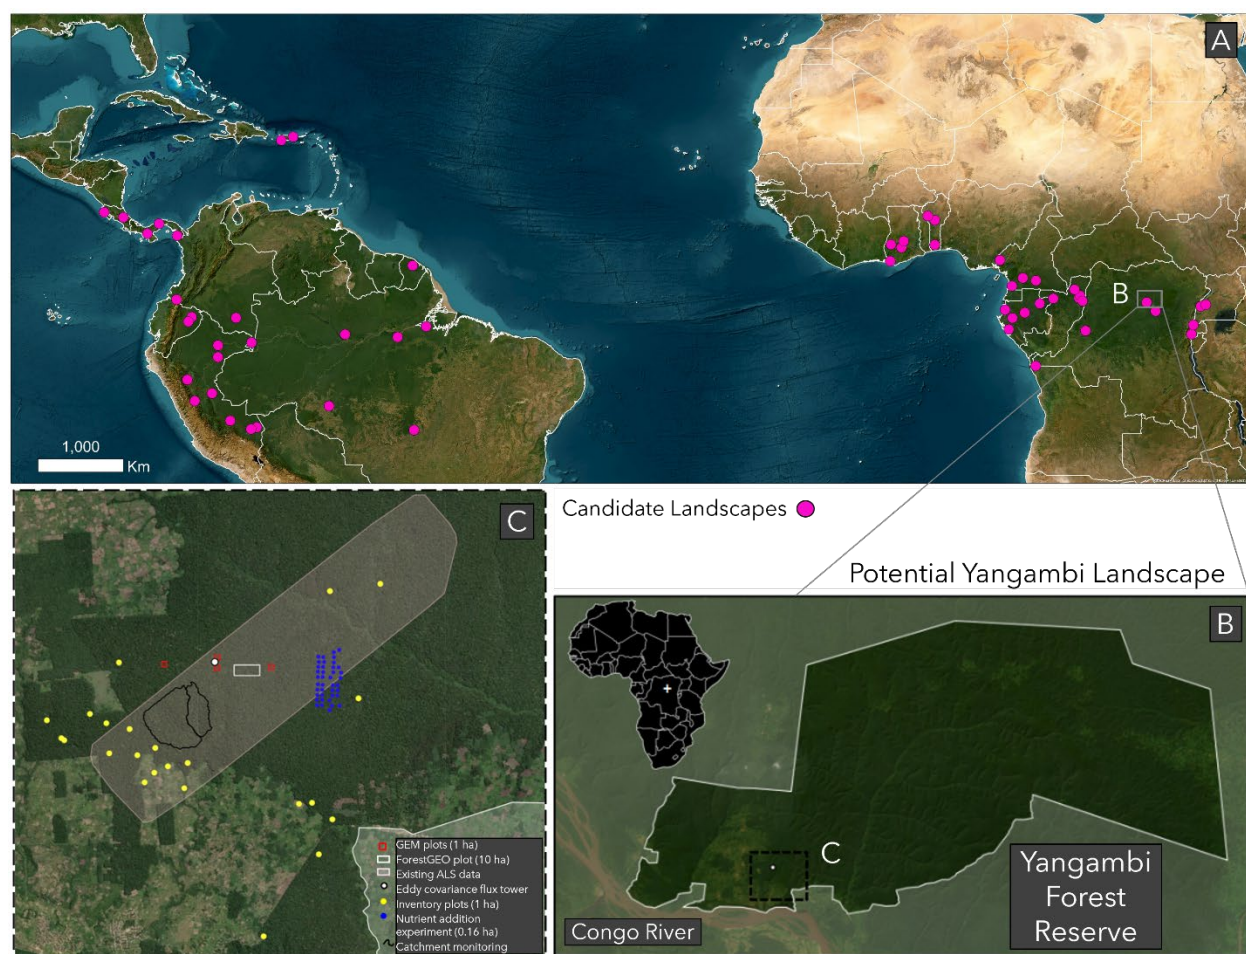 A
B
1,000
Km
Candidate Landscapes
Potential Yangambi Landscape
C
GEM plots (1 ha)
ForestGEO plot (10 ha)
Existing ALS data
Eddy covariance flux tower
Inventory plots (1 ha)
Nutrient addition
experiment (0.16 ha)
Catchment monitoring
B
C
Congo River
Yangambi
Forest
Reserve